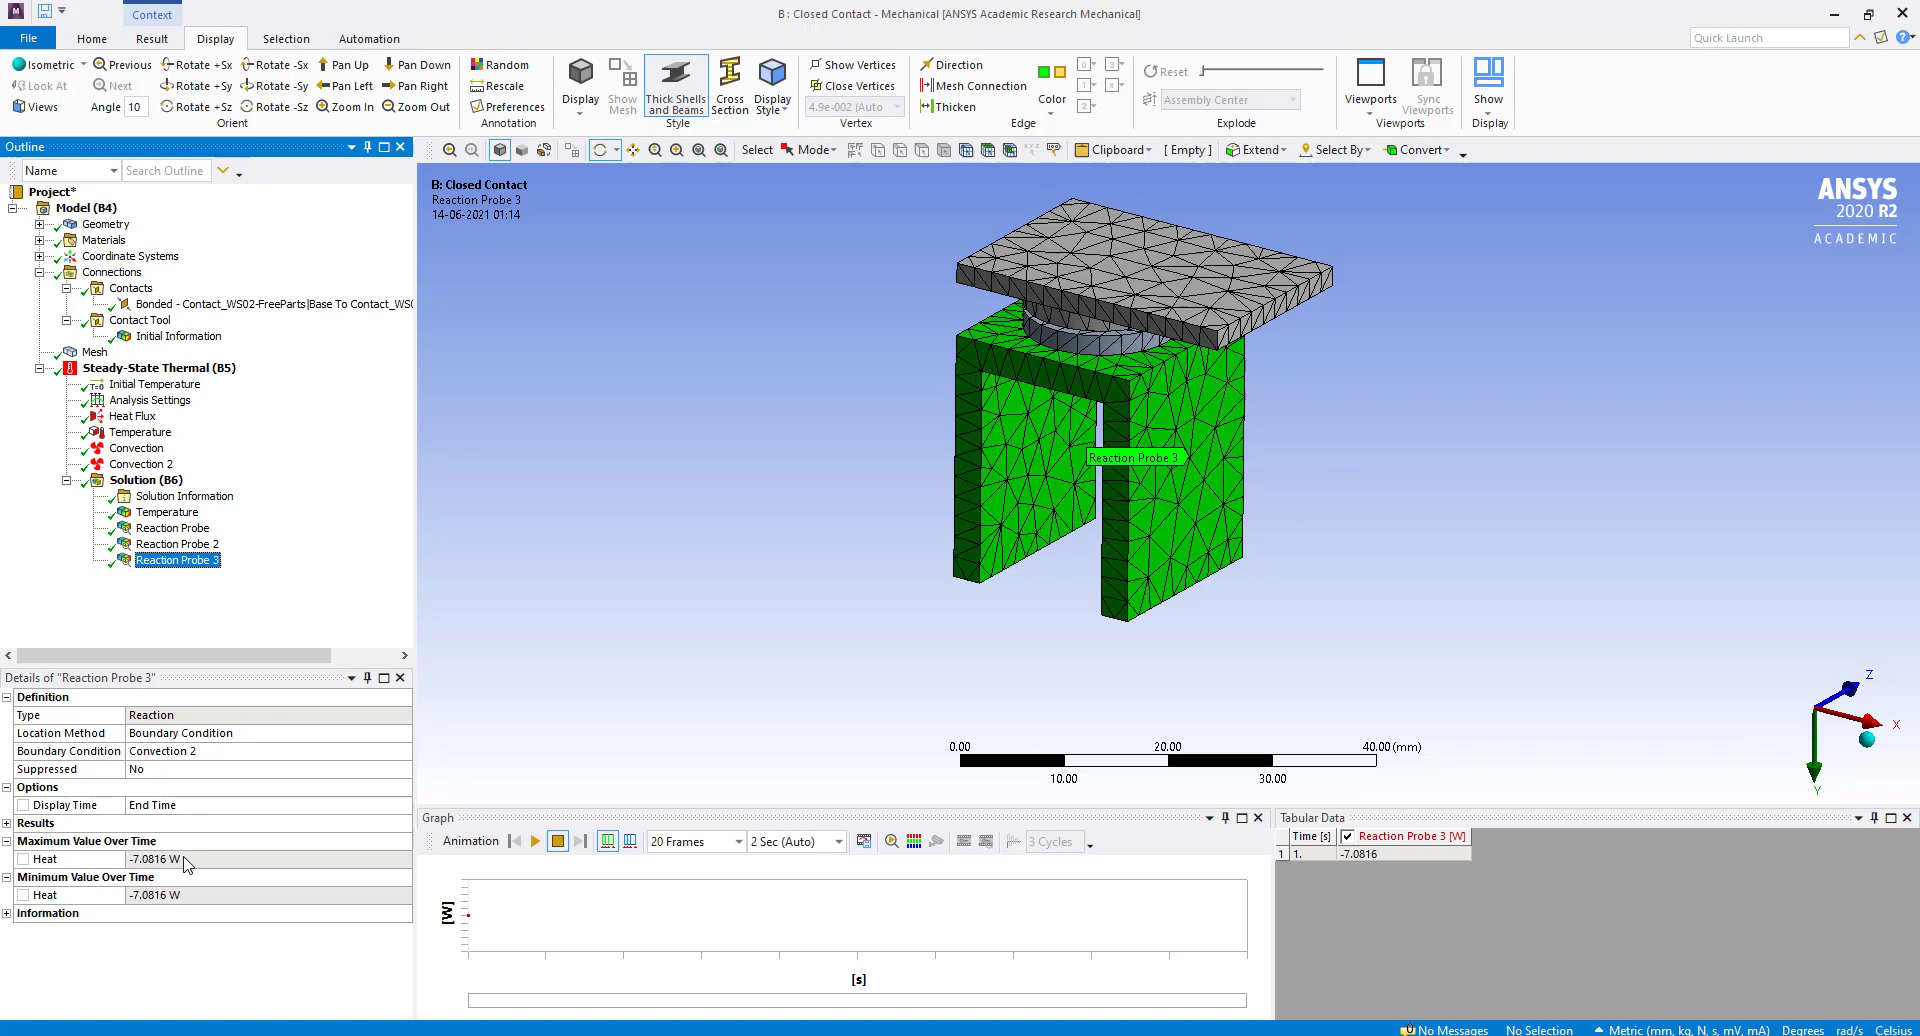 B : Closed Contact - Mechanical [ANSYS Academic Research Mechanical]
Context
File Home Result Display Selection Automation
Quick Launch
Isometric Previous Rotate +Sx Rotate -Sx Pan Up Pan Down
Look At Next Rotate +Sy Rotate -Sy Pan Left Pan Right
Views Angle 10 Rotate +Sz Rotate -Sz Zoom In Zoom Out
Orient
Random
Rescale
Preferences
Annotation
Display
Show Mesh
Thick Shells and Beams
Cross Section
Display Style
Style
Show Vertices
Close Vertices
4.9e-002 (Auto
Vertex
Direction
Mesh Connection
Thicken
Color
Edge
Reset
Assembly Center
Explode
Viewports
Sync Viewports
Viewports
Show
Display
Outline
Name Search Outline
Select Mode Clipboard [ Empty ] Extend Select By Convert
Project*
Model (B4)
Geometry
Materials
Coordinate Systems
Connections
Contacts
Bonded - Contact_WS02-FreeParts|Base To Contact_WS0
Contact Tool
Initial Information
Mesh
Steady-State Thermal (B5)
Initial Temperature
Analysis Settings
Heat Flux
Temperature
Convection
Convection 2
Solution (B6)
Solution Information
Temperature
Reaction Probe
Reaction Probe 2
Reaction Probe 3
B: Closed Contact
Reaction Probe 3
14-06-2021 01:14
ANSYS
2020 R2
ACADEMIC
Reaction Probe 3
0.00 20.00 40.00 (mm)
10.00 30.00
Z
X
Y
Details of "Reaction Probe 3"
Definition
Type Reaction
Location Method Boundary Condition
Boundary Condition Convection 2
Suppressed No
Options
Display Time End Time
Results
Maximum Value Over Time
Heat -7.0816 W
Minimum Value Over Time
Heat -7.0816 W
Information
Graph
Animation 20 Frames 2 Sec (Auto) 3 Cycles
[W]
[s]
Tabular Data
Time [s] Reaction Probe 3 [W]
1 1. -7.0816
No Messages No Selection Metric (mm, kg, N, s, mV, mA) Degrees rad/s Celsius